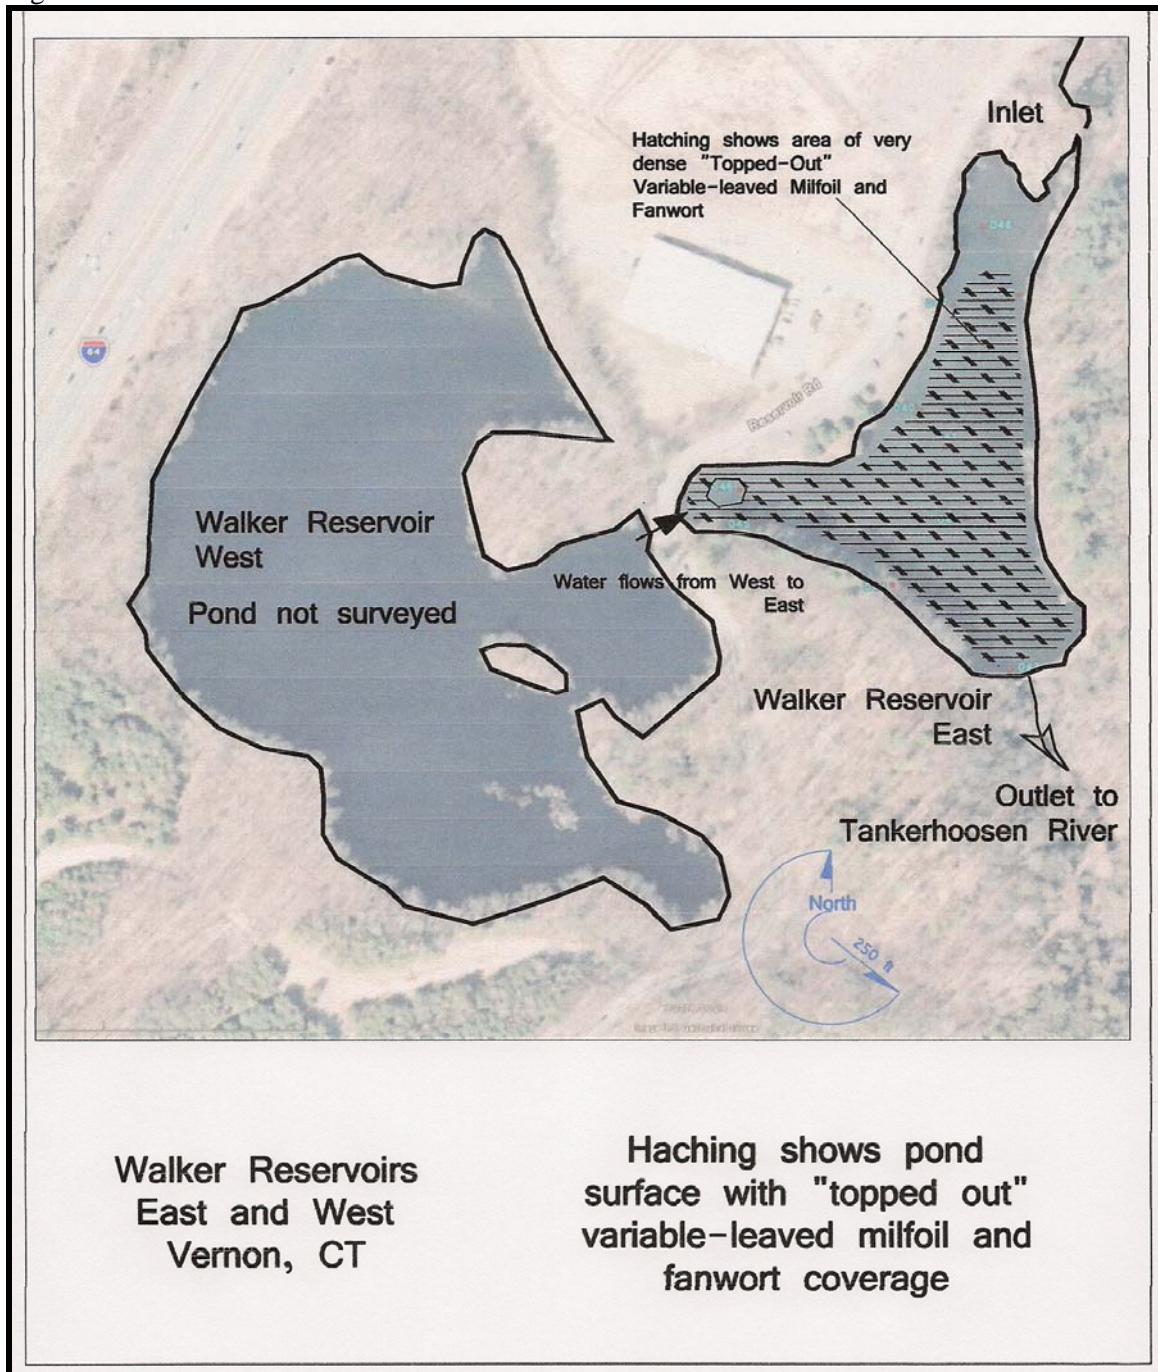 Inlet
Hatching shows area of very
dense "Topped-Out"
Variable-leaved Milfoil and
Fanwort
048
64
Reservoir Rd
040
Walker Reservoir
West
Pond not surveyed
Water flows from West to
East
Walker Reservoir
East
Outlet to
Tankerhoosen River
North
250 ft
Walker Reservoirs
East and West
Vernon, CT
Haching shows pond
surface with "topped out"
variable-leaved milfoil and
fanwort coverage